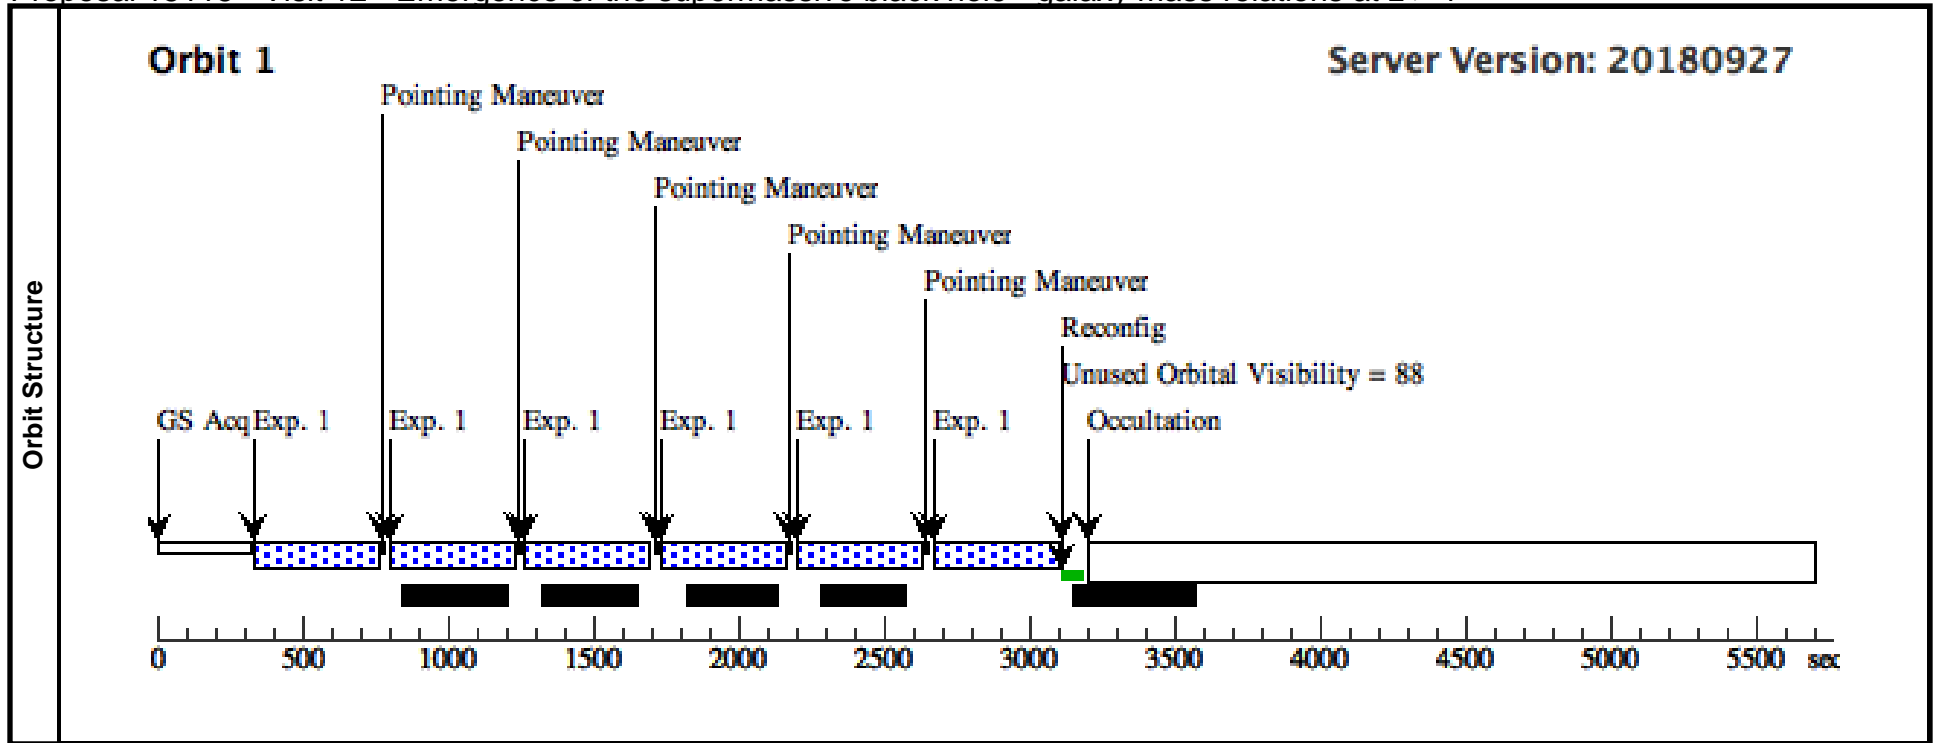 Orbit Structure
Orbit 1
Server Version: 20180927
Pointing Maneuver
Pointing Maneuver
Pointing Maneuver
Pointing Maneuver
Pointing Maneuver
Reconfig
Unused Orbital Visibility = 88
GS Acq Exp. 1 Exp. 1 Exp. 1 Exp. 1 Exp. 1 Exp. 1 Occultation
0 500 1000 1500 2000 2500 3000 3500 4000 4500 5000 5500 sec